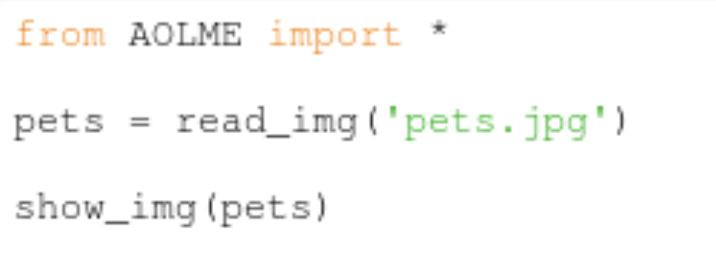 from AOLME import *
pets = read_img('pets.jpg')
show_img(pets)